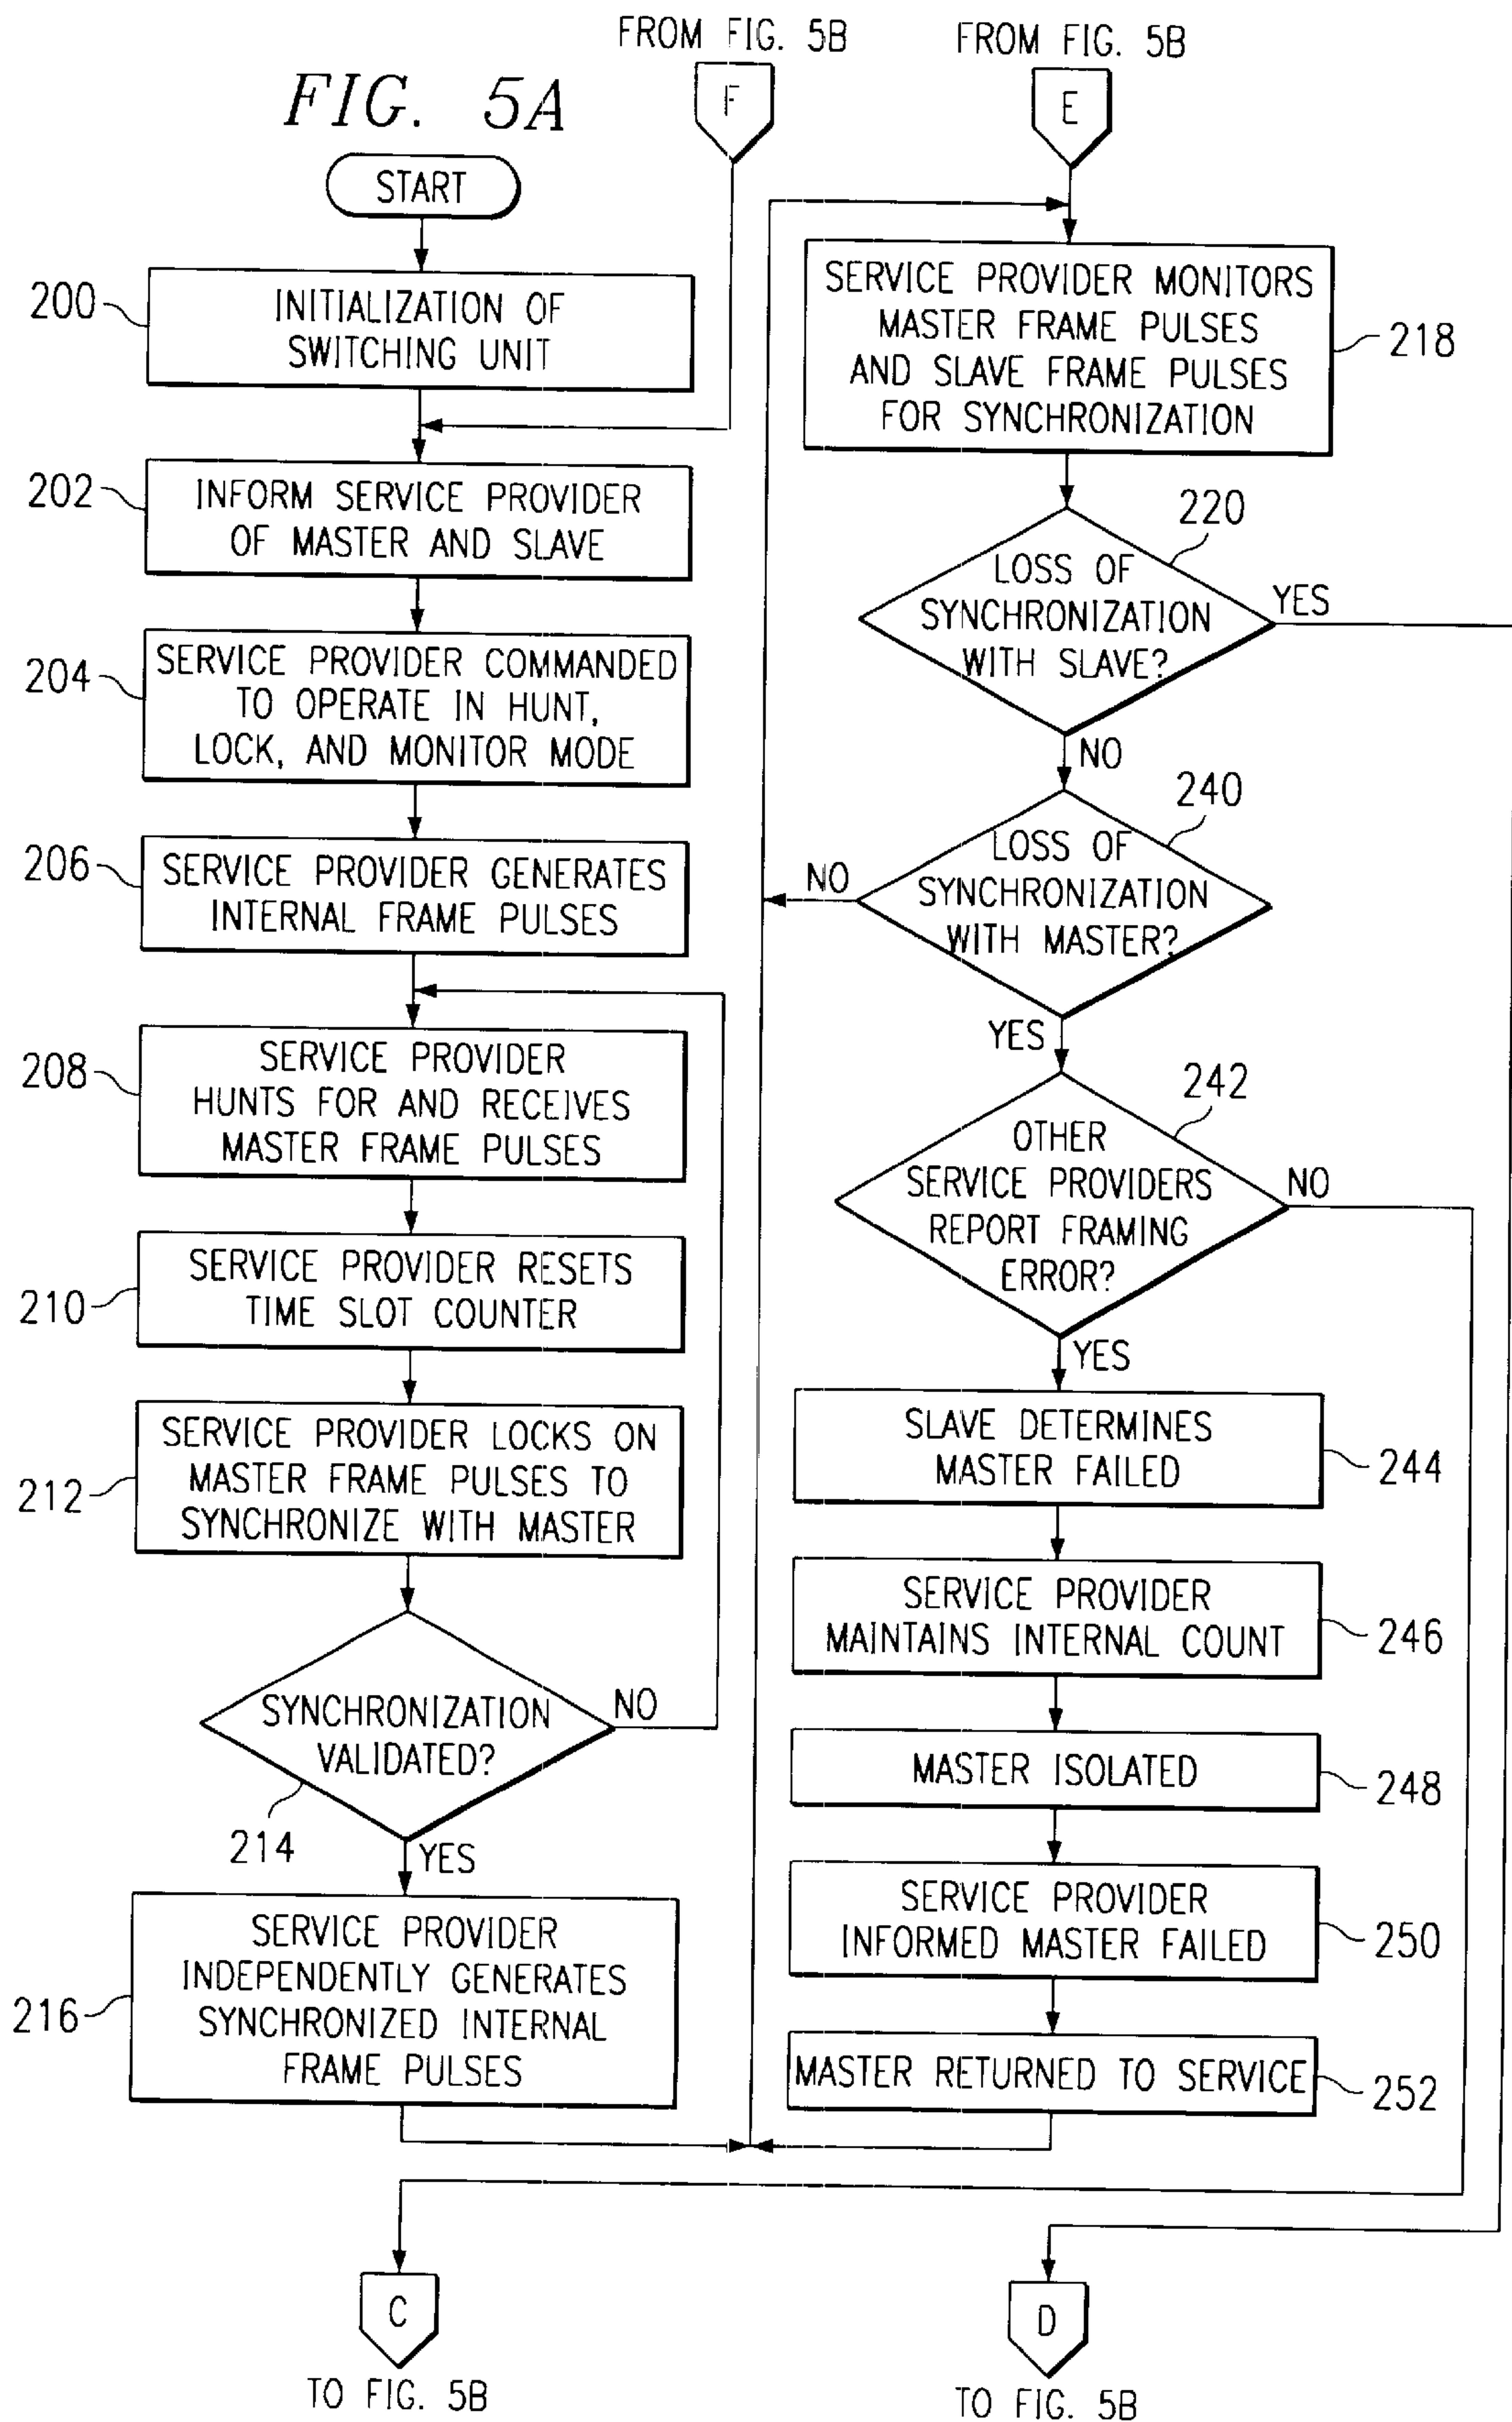 FROM FIG. 5B
FROM FIG. 5B
FIG. 5A
F
E
START
200
INITIALIZATION OF
SWITCHING UNIT
202
INFORM SERVICE PROVIDER
OF MASTER AND SLAVE
204
SERVICE PROVIDER COMMANDED
TO OPERATE IN HUNT,
LOCK, AND MONITOR MODE
206
SERVICE PROVIDER GENERATES
INTERNAL FRAME PULSES
208
SERVICE PROVIDER
HUNTS FOR AND RECEIVES
MASTER FRAME PULSES
210
SERVICE PROVIDER RESETS
TIME SLOT COUNTER
212
SERVICE PROVIDER LOCKS ON
MASTER FRAME PULSES TO
SYNCHRONIZE WITH MASTER
SYNCHRONIZATION
VALIDATED?
NO
214
YES
216
SERVICE PROVIDER
INDEPENDENTLY GENERATES
SYNCHRONIZED INTERNAL
FRAME PULSES
SERVICE PROVIDER MONITORS
MASTER FRAME PULSES
AND SLAVE FRAME PULSES
FOR SYNCHRONIZATION
218
220
LOSS OF
SYNCHRONIZATION
WITH SLAVE?
YES
NO
240
LOSS OF
SYNCHRONIZATION
WITH MASTER?
NO
YES
242
OTHER
SERVICE PROVIDERS
REPORT FRAMING
ERROR?
NO
YES
SLAVE DETERMINES
MASTER FAILED
244
SERVICE PROVIDER
MAINTAINS INTERNAL COUNT
246
MASTER ISOLATED
248
SERVICE PROVIDER
INFORMED MASTER FAILED
250
MASTER RETURNED TO SERVICE
252
C
D
TO FIG. 5B
TO FIG. 5B